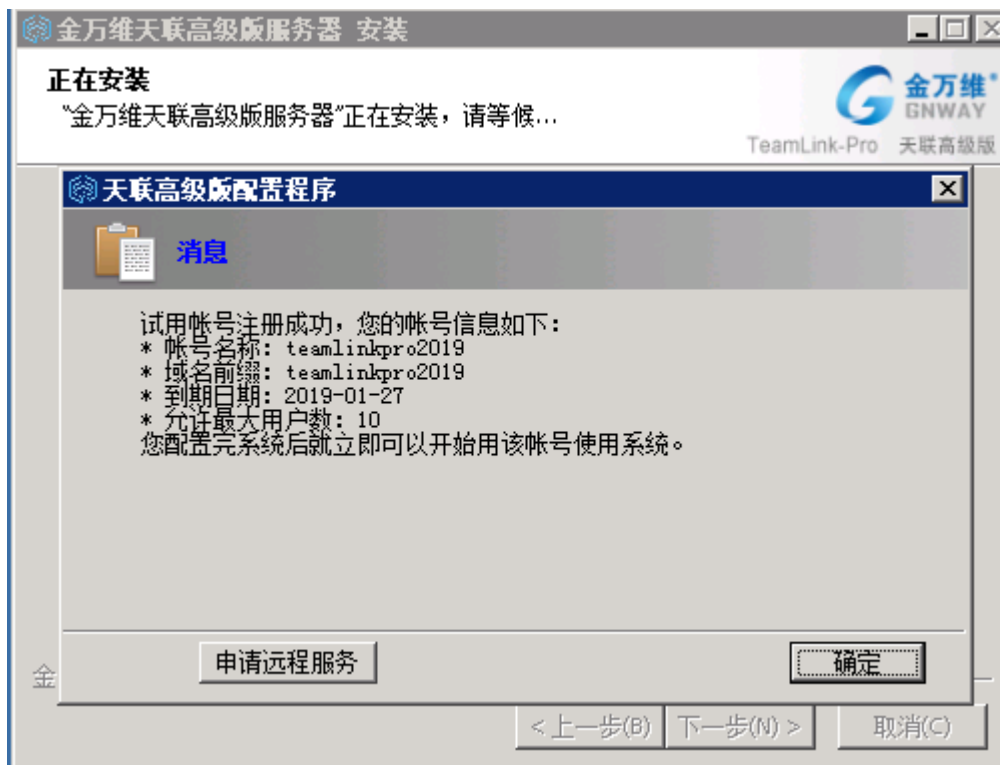 金万维天联高级版服务器 安装
正在安装
“金万维天联高级版服务器”正在安装，请等候...
金万维
GNWAY
TeamLink-Pro 天联高级版
天联高级版配置程序
消息
试用帐号注册成功，您的帐号信息如下：
* 帐号名称：teamlinkpro2019
* 域名前缀：teamlinkpro2019
* 到期日期：2019-01-27
* 允许最大用户数：10
您配置完系统后就立即可以开始用该帐号使用系统。
申请远程服务 确定
金
<上一步(B) 下一步(N) > 取消(C)